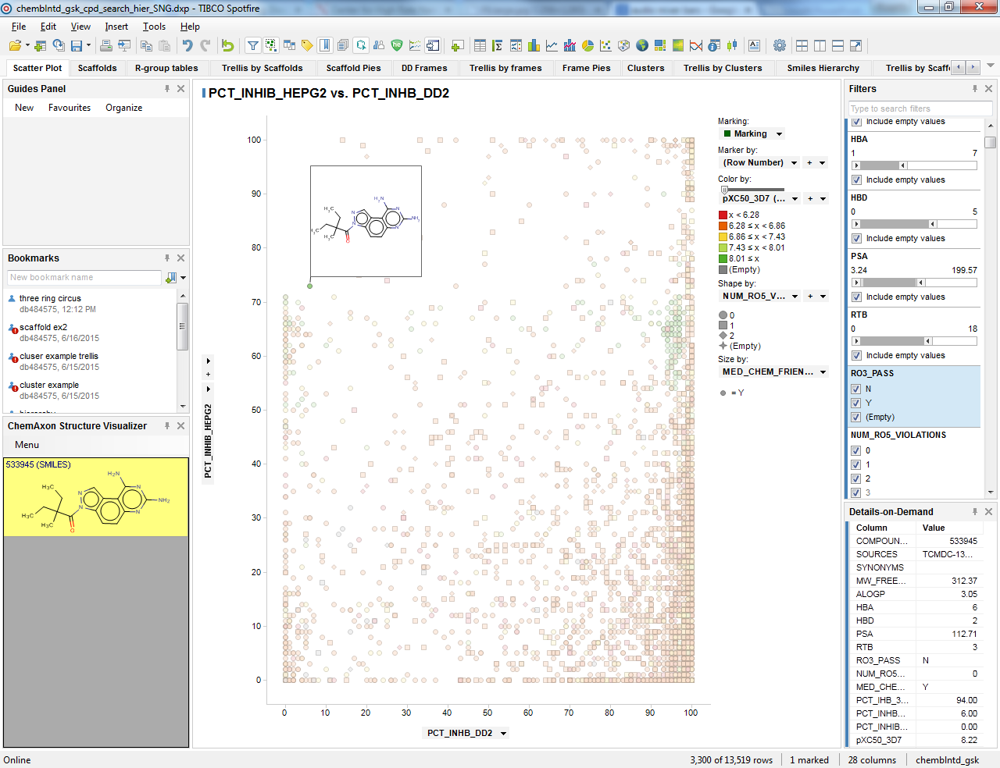 chemblntd_gsk_cpd_search_hier_SNG.dxp - TIBCO Spotfire
File Edit View Insert Tools Help
Scatter Plot Scaffolds R-group tables Trellis by Scaffolds Scaffold Pies DD Frames Trellis by frames Frame Pies Clusters Trellis by Clusters Smiles Hierarchy Trellis by Scaff
Guides Panel
New Favourites Organize
Bookmarks
New bookmark name
three ring circus
db484575, 12:12 PM
scaffold ex2
db484575, 6/16/2015
cluser example trellis
db484575, 6/15/2015
cluster example
db484575, 6/15/2015
hierarchy
ChemAxon Structure Visualizer
Menu
533945 (SMILES)
H₂N
H₃C
N
N
NH₂
N
N
H₃C
H₃C
O
PCT_INHIB_HEPG2 vs. PCT_INHB_DD2
100
90
80
70
60
50
40
30
20
10
0
H₂N
H₃C
N
N
NH₂
N
N
H₃C
O
PCT_INHIB_HEPG2
+
0 10 20 30 40 50 60 70 80 90 100
PCT_INHB_DD2
Marking:
Marking
Marker by:
(Row Number) +
Color by:
pXC50_3D7 (... +
x < 6.28
6.28 ≤ x < 6.86
6.86 ≤ x < 7.43
7.43 ≤ x < 8.01
8.01 ≤ x
(Empty)
Shape by:
NUM_RO5_V... +
0
1
2
(Empty)
Size by:
MED_CHEM_FRIEN...
= Y
Filters
Type to search filters
Include empty values
HBA
1 7
Include empty values
HBD
0 5
Include empty values
PSA
3.24 199.57
Include empty values
RTB
0 18
Include empty values
RO3_PASS
N
Y
(Empty)
NUM_RO5_VIOLATIONS
0
1
2
3
Details-on-Demand
Column Value
COMPOUN... 533945
SOURCES TCMDC-13...
SYNONYMS
MW_FREE... 312.37
ALOGP 3.05
HBA 6
HBD 2
PSA 112.71
RTB 3
RO3_PASS N
NUM_RO5... 0
MED_CHE... Y
PCT_IHB_3... 94.00
PCT_INHB... 6.00
PCT_INHIB... 0.00
pXC50_3D7 8.22
Online 3,300 of 13,519 rows 1 marked 28 columns chemblntd_gsk